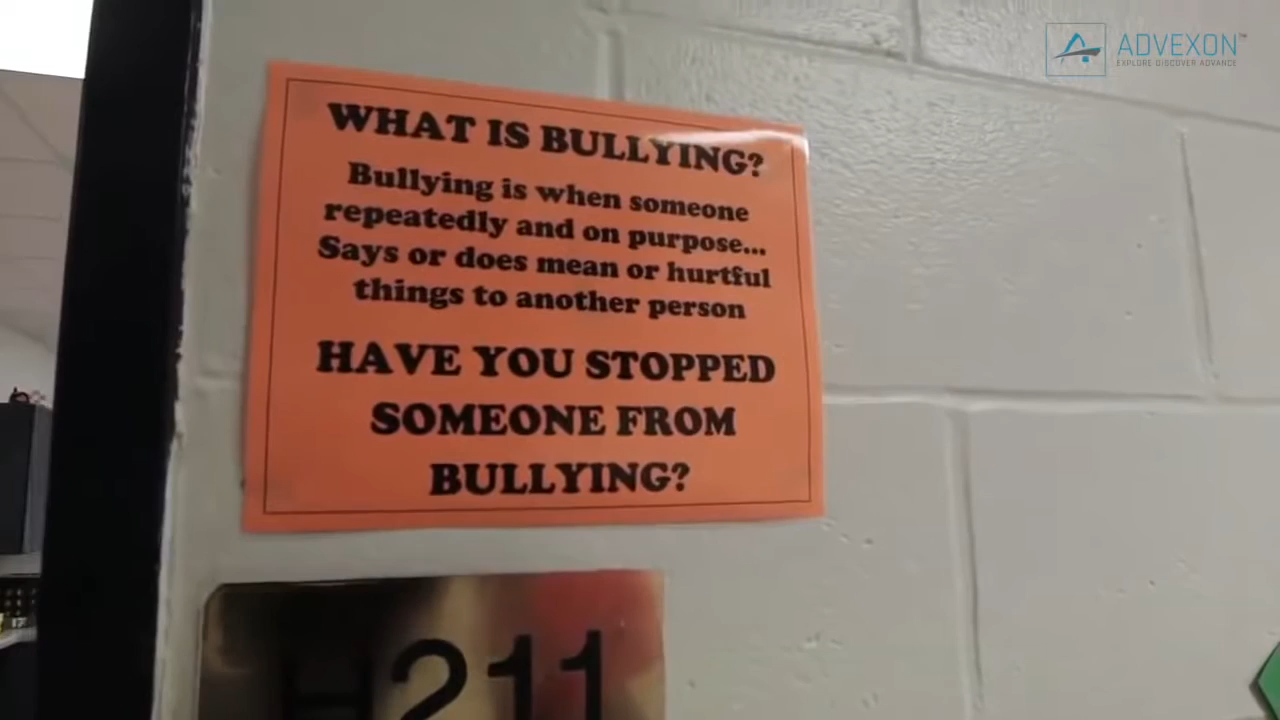 ADVEXON™
EXPLORE DISCOVER ADVANCE
WHAT IS BULLYING?
Bullying is when someone
repeatedly and on purpose...
Says or does mean or hurtful
things to another person
HAVE YOU STOPPED
SOMEONE FROM
BULLYING?
211